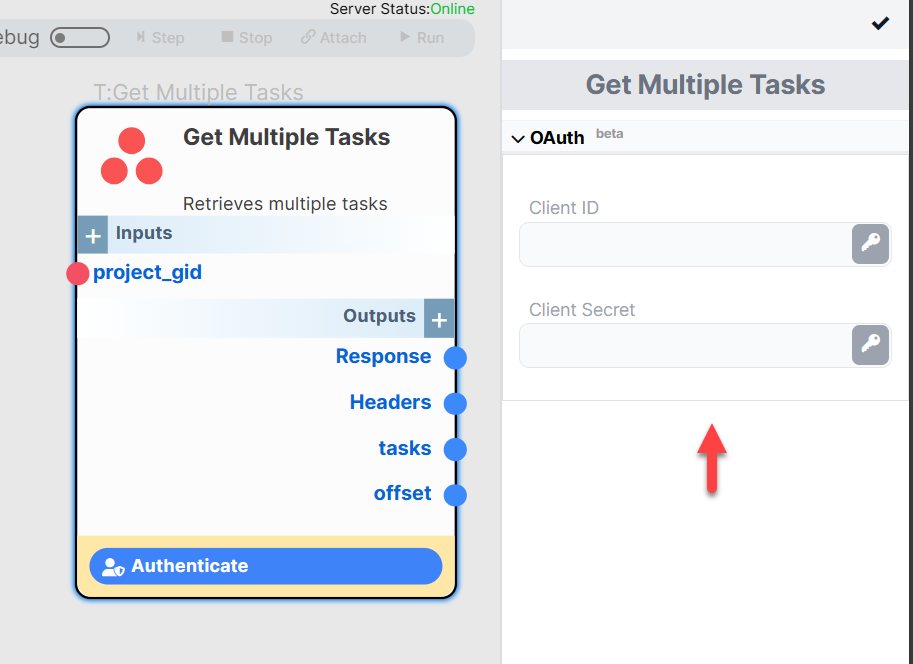 Server Status:Online
ebug Step Stop Attach Run
T:Get Multiple Tasks
Get Multiple Tasks
Retrieves multiple tasks
+ Inputs
project_gid
Outputs +
Response
Headers
tasks
offset
Authenticate
Get Multiple Tasks
OAuth beta
Client ID
Client Secret